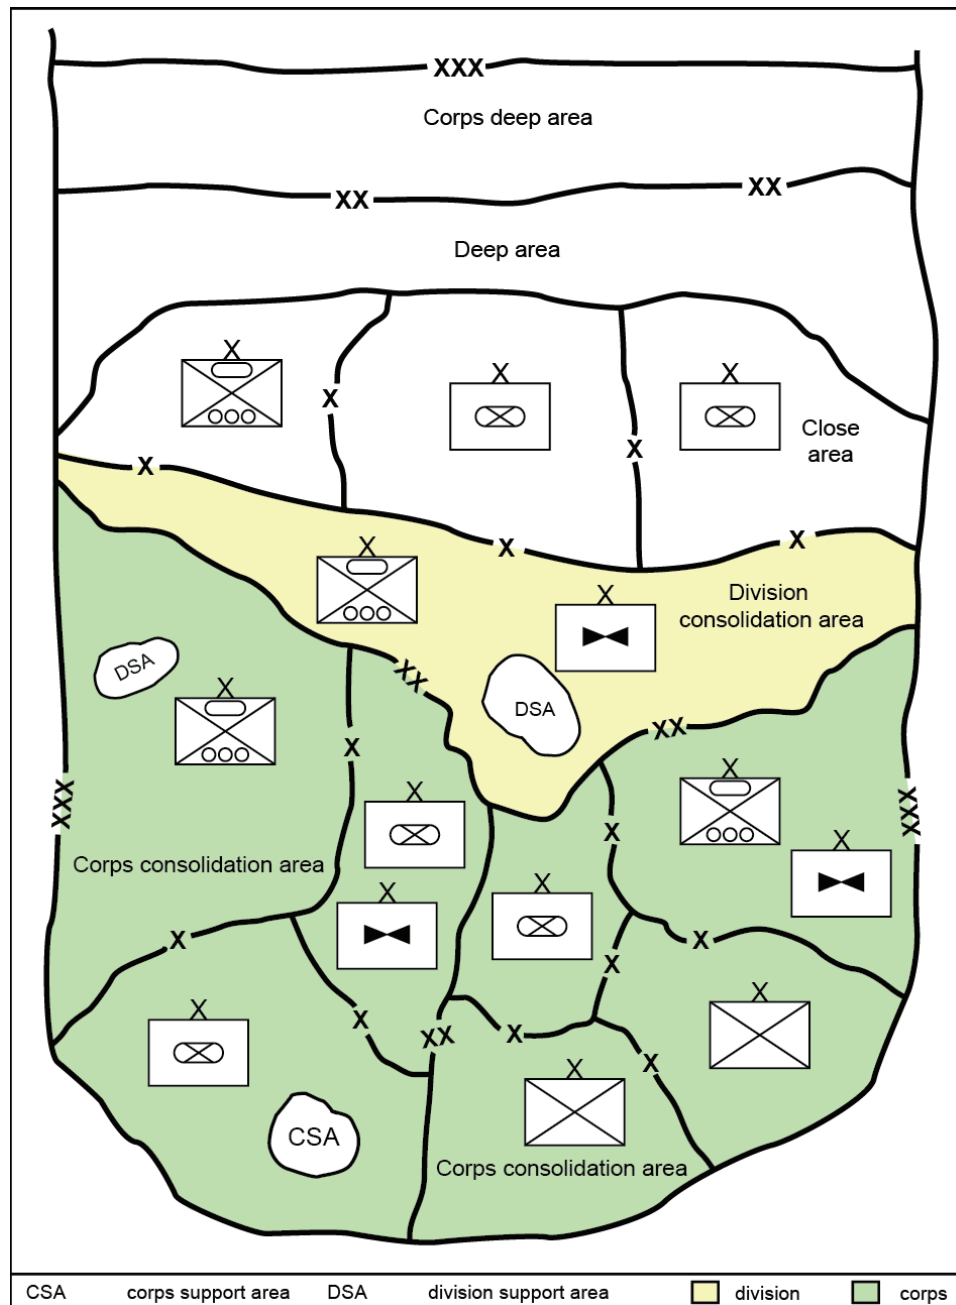 XXX
Corps deep area
XX
XX
Deep area
X
X
X
X
X
Close
area
X
X
X
X
X
X
Division
consolidation area
DSA
X
XX
DSA
XX
X
X
X
XXX
XXX
X
X
X
Corps consolidation area
X
X
X
X
X
X
X
X
X
XX
X
X
X
CSA
Corps consolidation area
CSA corps support area DSA division support area division corps